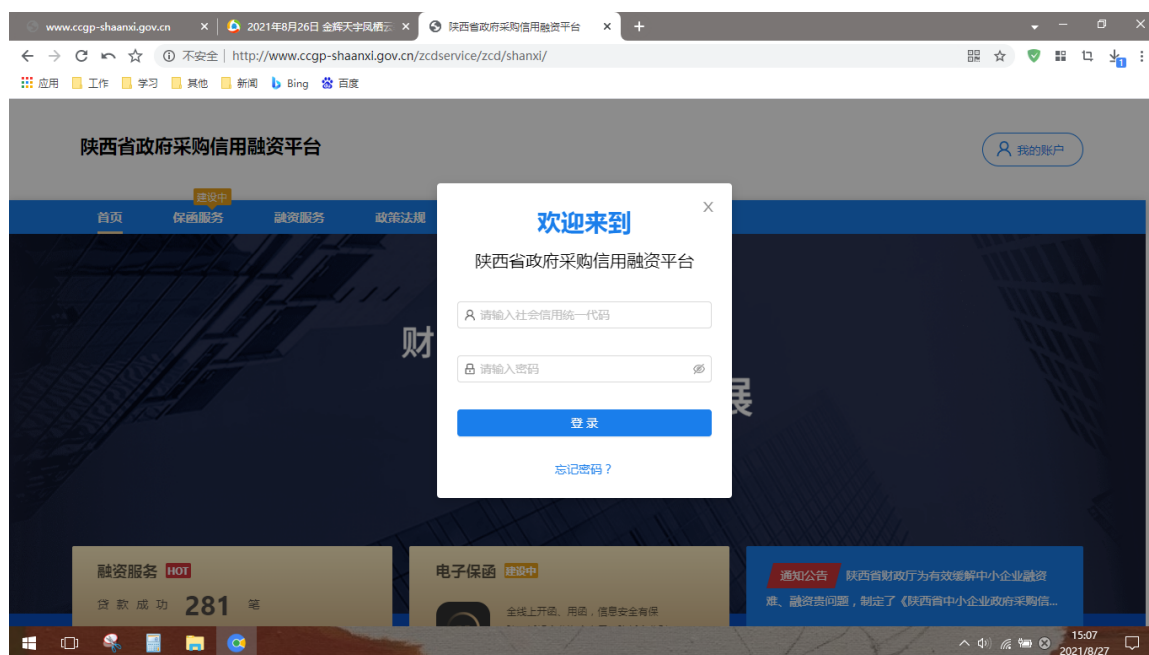 www.ccgp-shaanxi.gov.cn
2021年8月26日 金辉天宇凤栖云
陕西省政府采购信用融资平台
不安全 | http://www.ccgp-shaanxi.gov.cn/zcdservice/zcd/shanxi/
应用 工作 学习 其他 新闻 Bing 百度
陕西省政府采购信用融资平台
我的账户
建设中
首页 保函服务 融资服务 政策法规
欢迎来到
陕西省政府采购信用融资平台
请输入社会信用统一代码
财
请输入密码
展
登 录
忘记密码？
融资服务 HOT
贷 款 成 功 281 笔
电子保函 建设中
全线上开函，用函，信息安全有保
通知公告 陕西省财政厅为有效缓解中小企业融资
难、融资贵问题，制定了《陕西省中小企业政府采购信...
15:07
2021/8/27
1